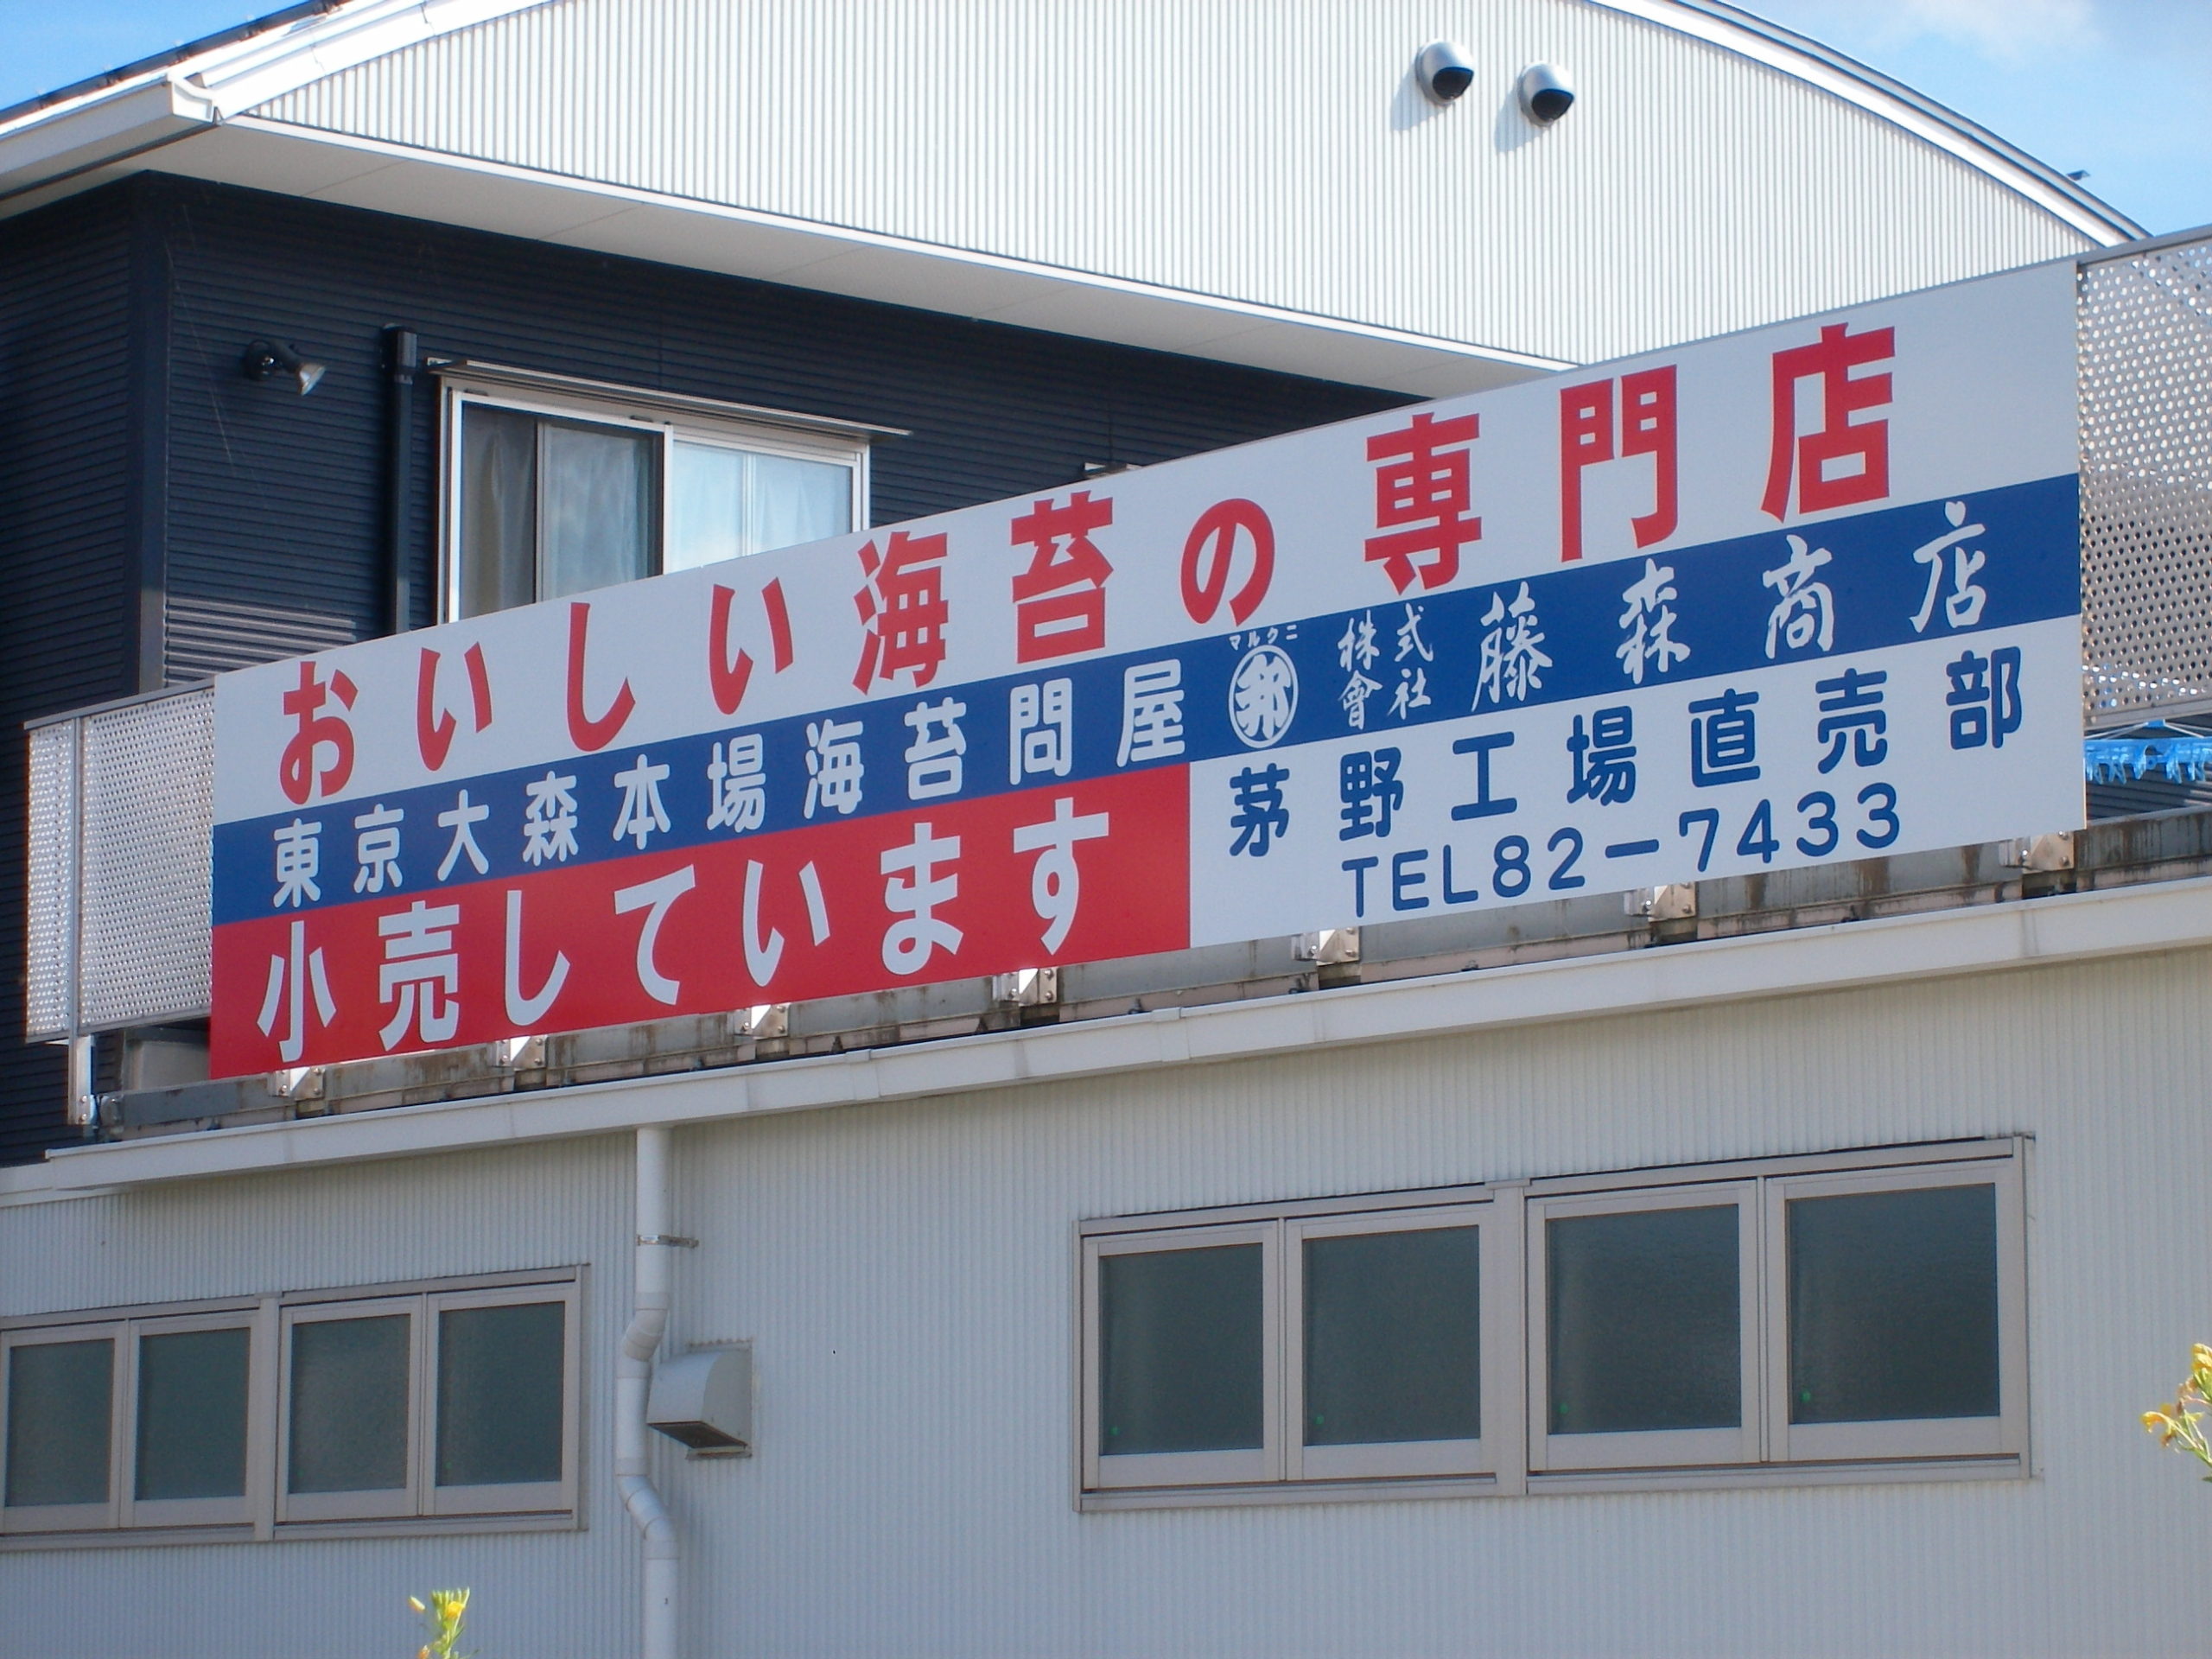 おいしい海苔の専門店
東京大森本場海苔問屋 マルクニ 邦 株式會社 藤森商店
小売しています
茅野工場直売部
TEL82-7433